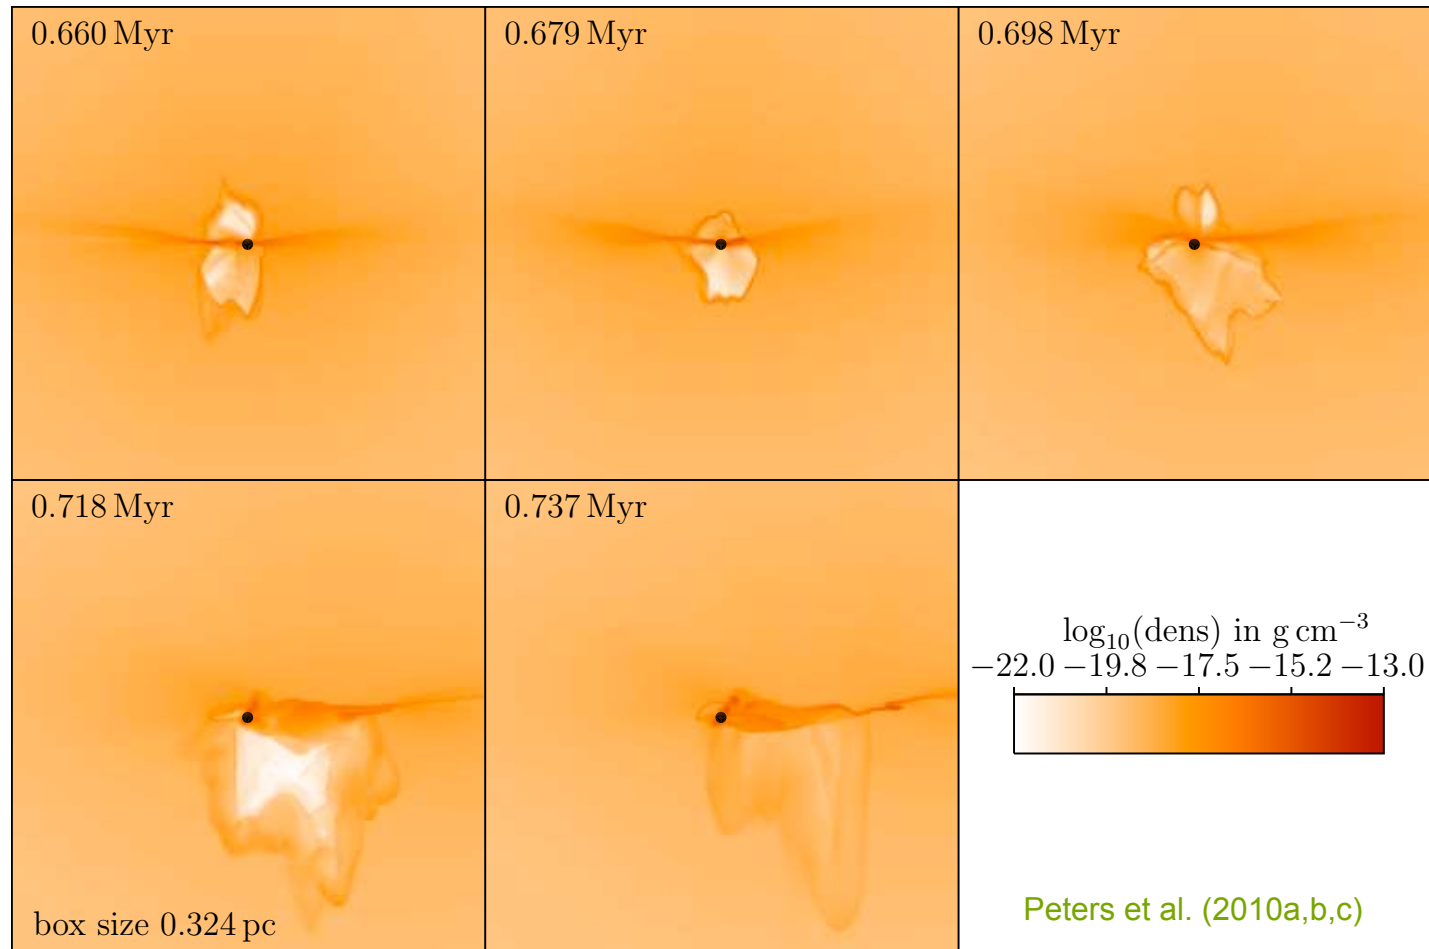 0.660 Myr
0.679 Myr
0.698 Myr
0.718 Myr
0.737 Myr
box size 0.324 pc
log₁₀(dens) in g cm⁻³
−22.0 −19.8 −17.5 −15.2 −13.0
Peters et al. (2010a,b,c)